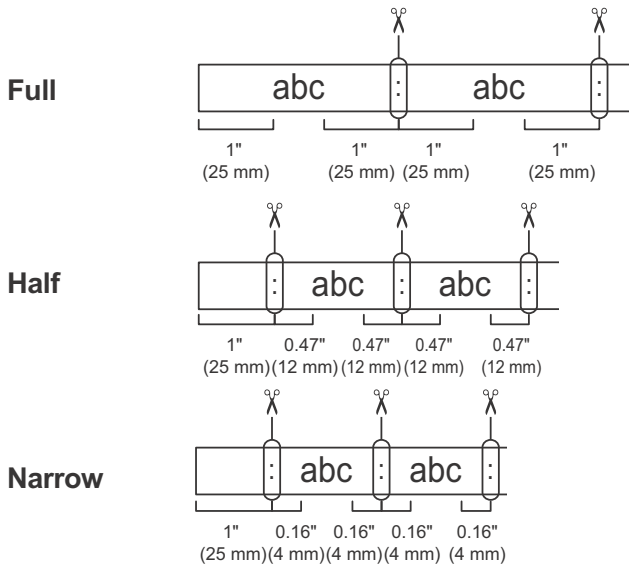 Full
abc : abc :
1" 1" 1" 1"
(25 mm) (25 mm) (25 mm) (25 mm)
Half
: abc : abc :
1" 0.47" 0.47" 0.47" 0.47"
(25 mm) (12 mm) (12 mm) (12 mm) (12 mm)
Narrow
: abc : abc :
1" 0.16" 0.16" 0.16" 0.16"
(25 mm) (4 mm) (4 mm) (4 mm) (4 mm)